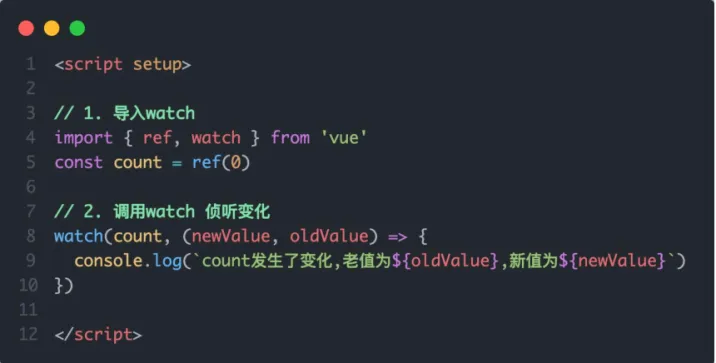 1 <script setup>
2
3 // 1. 导入watch
4 import { ref, watch } from 'vue'
5 const count = ref(0)
6
7 // 2. 调用watch 侦听变化
8 watch(count, (newValue, oldValue) => {
9   console.log(`count发生了变化,老值为${oldValue},新值为${newValue}`)
10 })
11
12 </script>